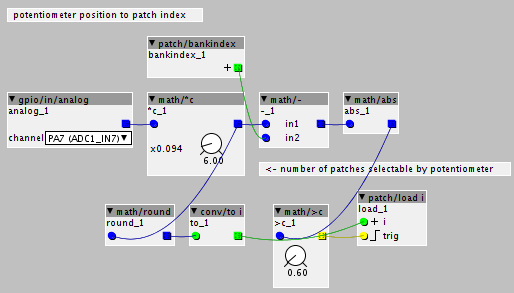 potentiometer position to patch index
patch/bankindex
bankindex_1
+
gpio/in/analog
analog_1
channel PA7 (ADC1_IN7)
math/*c
*c_1
x0.094
6.00
math/-
-_1
in1
in2
math/abs
abs_1
<- number of patches selectable by potentiometer
math/round
round_1
conv/to i
to_1
math/>c
>c_1
0.60
patch/load i
load_1
+ i
trig